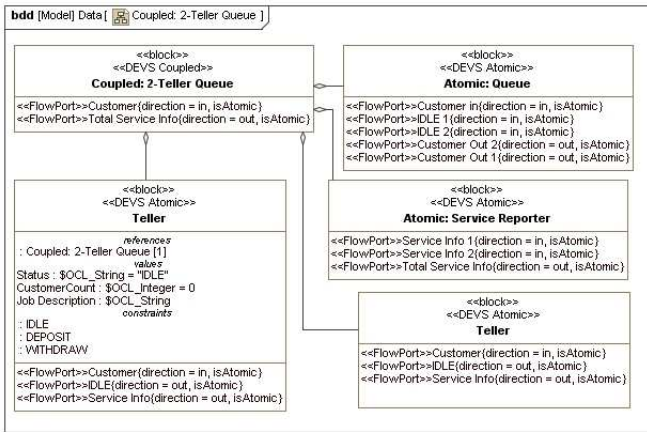 bdd [Model] Data [ Coupled: 2-Teller Queue ]
<<block>>
<<DEVS Coupled>>
Coupled: 2-Teller Queue
<<FlowPort>>Customer{direction = in, isAtomic}
<<FlowPort>>Total Service Info{direction = out, isAtomic}
<<block>>
<<DEVS Atomic>>
Atomic: Queue
<<FlowPort>>Customer in{direction = in, isAtomic}
<<FlowPort>>IDLE 1{direction = in, isAtomic}
<<FlowPort>>IDLE 2{direction = in, isAtomic}
<<FlowPort>>Customer Out 2{direction = out, isAtomic}
<<FlowPort>>Customer Out 1{direction = out, isAtomic}
<<block>>
<<DEVS Atomic>>
Teller
references
: Coupled: 2-Teller Queue [1]
values
Status : $OCL_String = "IDLE"
CustomerCount : $OCL_Integer = 0
Job Description : $OCL_String
constraints
: IDLE
: DEPOSIT
: WITHDRAW
<<FlowPort>>Customer{direction = in, isAtomic}
<<FlowPort>>IDLE{direction = out, isAtomic}
<<FlowPort>>Service Info{direction = out, isAtomic}
<<block>>
<<DEVS Atomic>>
Atomic: Service Reporter
<<FlowPort>>Service Info 1{direction = in, isAtomic}
<<FlowPort>>Service Info 2{direction = in, isAtomic}
<<FlowPort>>Total Service Info{direction = out, isAtomic}
<<block>>
<<DEVS Atomic>>
Teller
<<FlowPort>>Customer{direction = in, isAtomic}
<<FlowPort>>IDLE{direction = out, isAtomic}
<<FlowPort>>Service Info{direction = out, isAtomic}